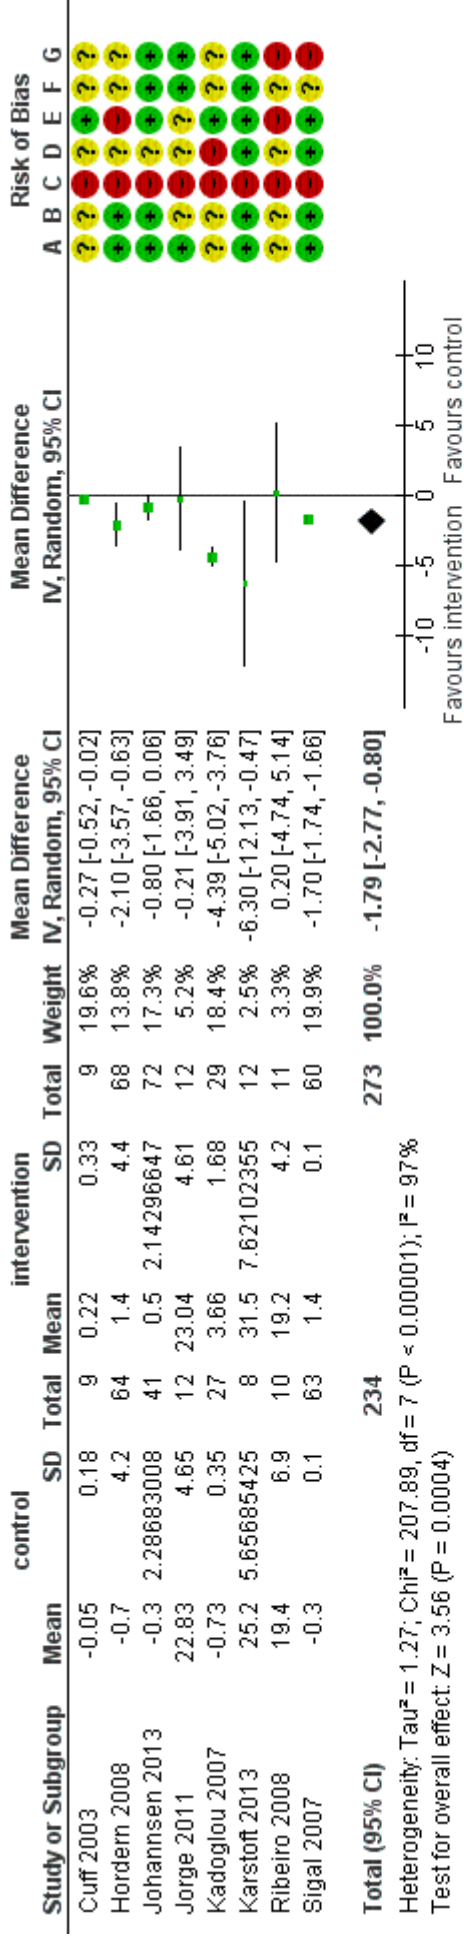 control intervention Mean Difference Mean Difference Risk of Bias
Study or Subgroup Mean SD Total Mean SD Total Weight IV, Random, 95% CI IV, Random, 95% CI A B C D E F G
Cuff 2003 -0.05 0.18 9 0.22 0.33 9 19.6% -0.27 [-0.52, -0.02] ? ? - ? + ? ?
Hordern 2008 -0.7 4.2 64 1.4 4.4 68 13.8% -2.10 [-3.57, -0.63] + + - ? - ? ?
Johannsen 2013 -0.3 2.28683008 41 0.5 2.14296647 72 17.3% -0.80 [-1.66, 0.06] + + - ? + + +
Jorge 2011 22.83 4.65 12 23.04 4.61 12 5.2% -0.21 [-3.91, 3.49] + ? - ? ? + +
Kadoglou 2007 -0.73 0.35 27 3.66 1.68 29 18.4% -4.39 [-5.02, -3.76] ? ? - - + ? ?
Karstoft 2013 25.2 5.65685425 8 31.5 7.62102355 12 2.5% -6.30 [-12.13, -0.47] + + - + + + +
Ribeiro 2008 19.4 6.9 10 19.2 4.2 11 3.3% 0.20 [-4.74, 5.14] ? ? - ? - ? -
Sigal 2007 -0.3 0.1 63 1.4 0.1 60 19.9% -1.70 [-1.74, -1.66] + + - + + ? -
Total (95% CI) 234 273 100.0% -1.79 [-2.77, -0.80]
Heterogeneity: Tau² = 1.27; Chi² = 207.89, df = 7 (P < 0.00001); I² = 97%
Test for overall effect: Z = 3.56 (P = 0.0004)
-10 -5 0 5 10
Favours intervention Favours control